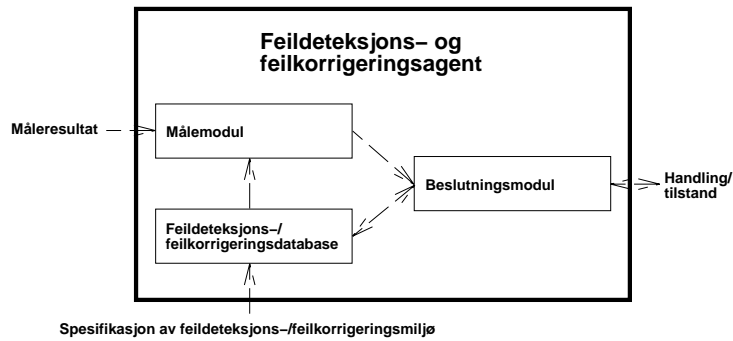 Feildeteksjons– og
feilkorrigeringsagent
Måleresultat
Målemodul
Beslutningsmodul
Handling/
tilstand
Feildeteksjons–/
feilkorrigeringsdatabase
Spesifikasjon av feildeteksjons–/feilkorrigeringsmiljø